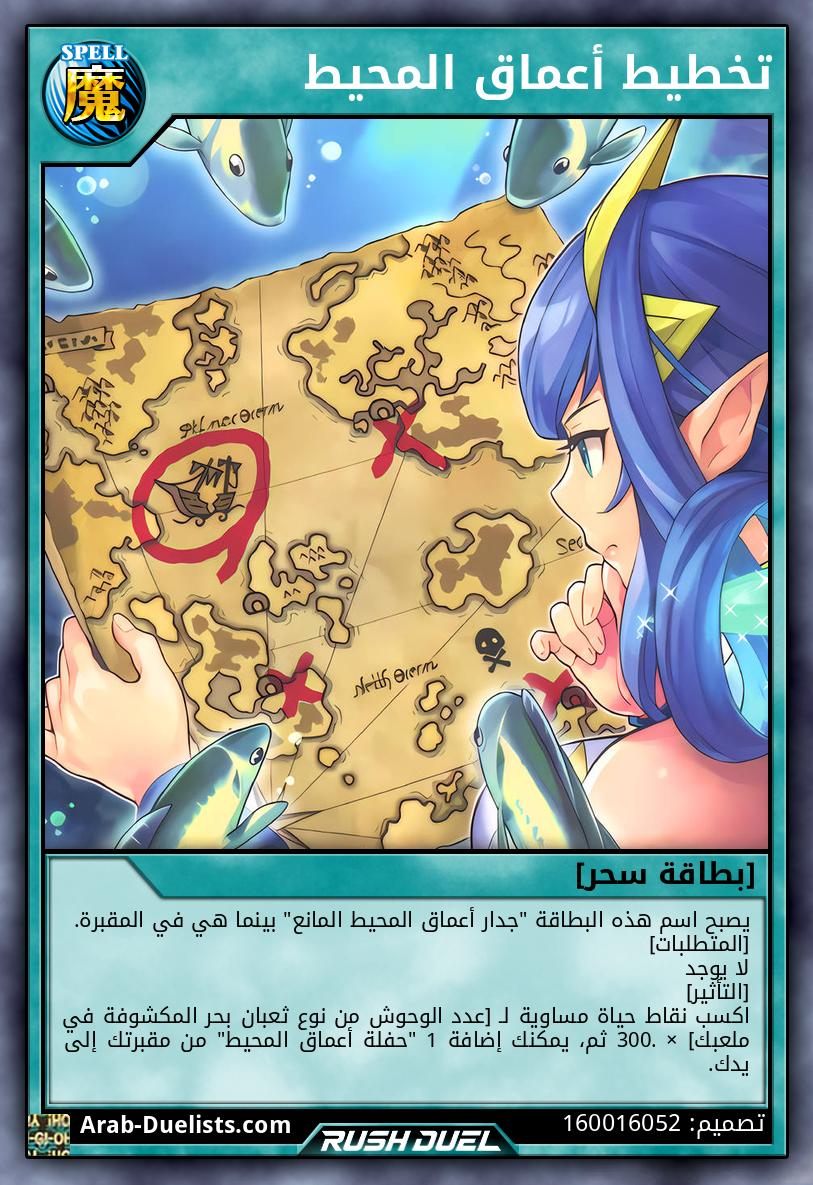 تخطيط أعماق المحيط
SPELL
魔
[بطاقة سحر]
يصبح اسم هذه البطاقة "جدار أعماق المحيط المانع" بينما هي في المقبرة.
[المتطلبات]
لا يوجد
[التأثير]
اكسب نقاط حياة مساوية لـ [عدد الوحوش من نوع ثعبان بحر المكشوفة في
ملعبك] × 300. ثم، يمكنك إضافة 1 "حفلة أعماق المحيط" من مقبرتك إلى
يدك.
تصميم: 160016052
RUSH DUEL
Arab-Duelists.com